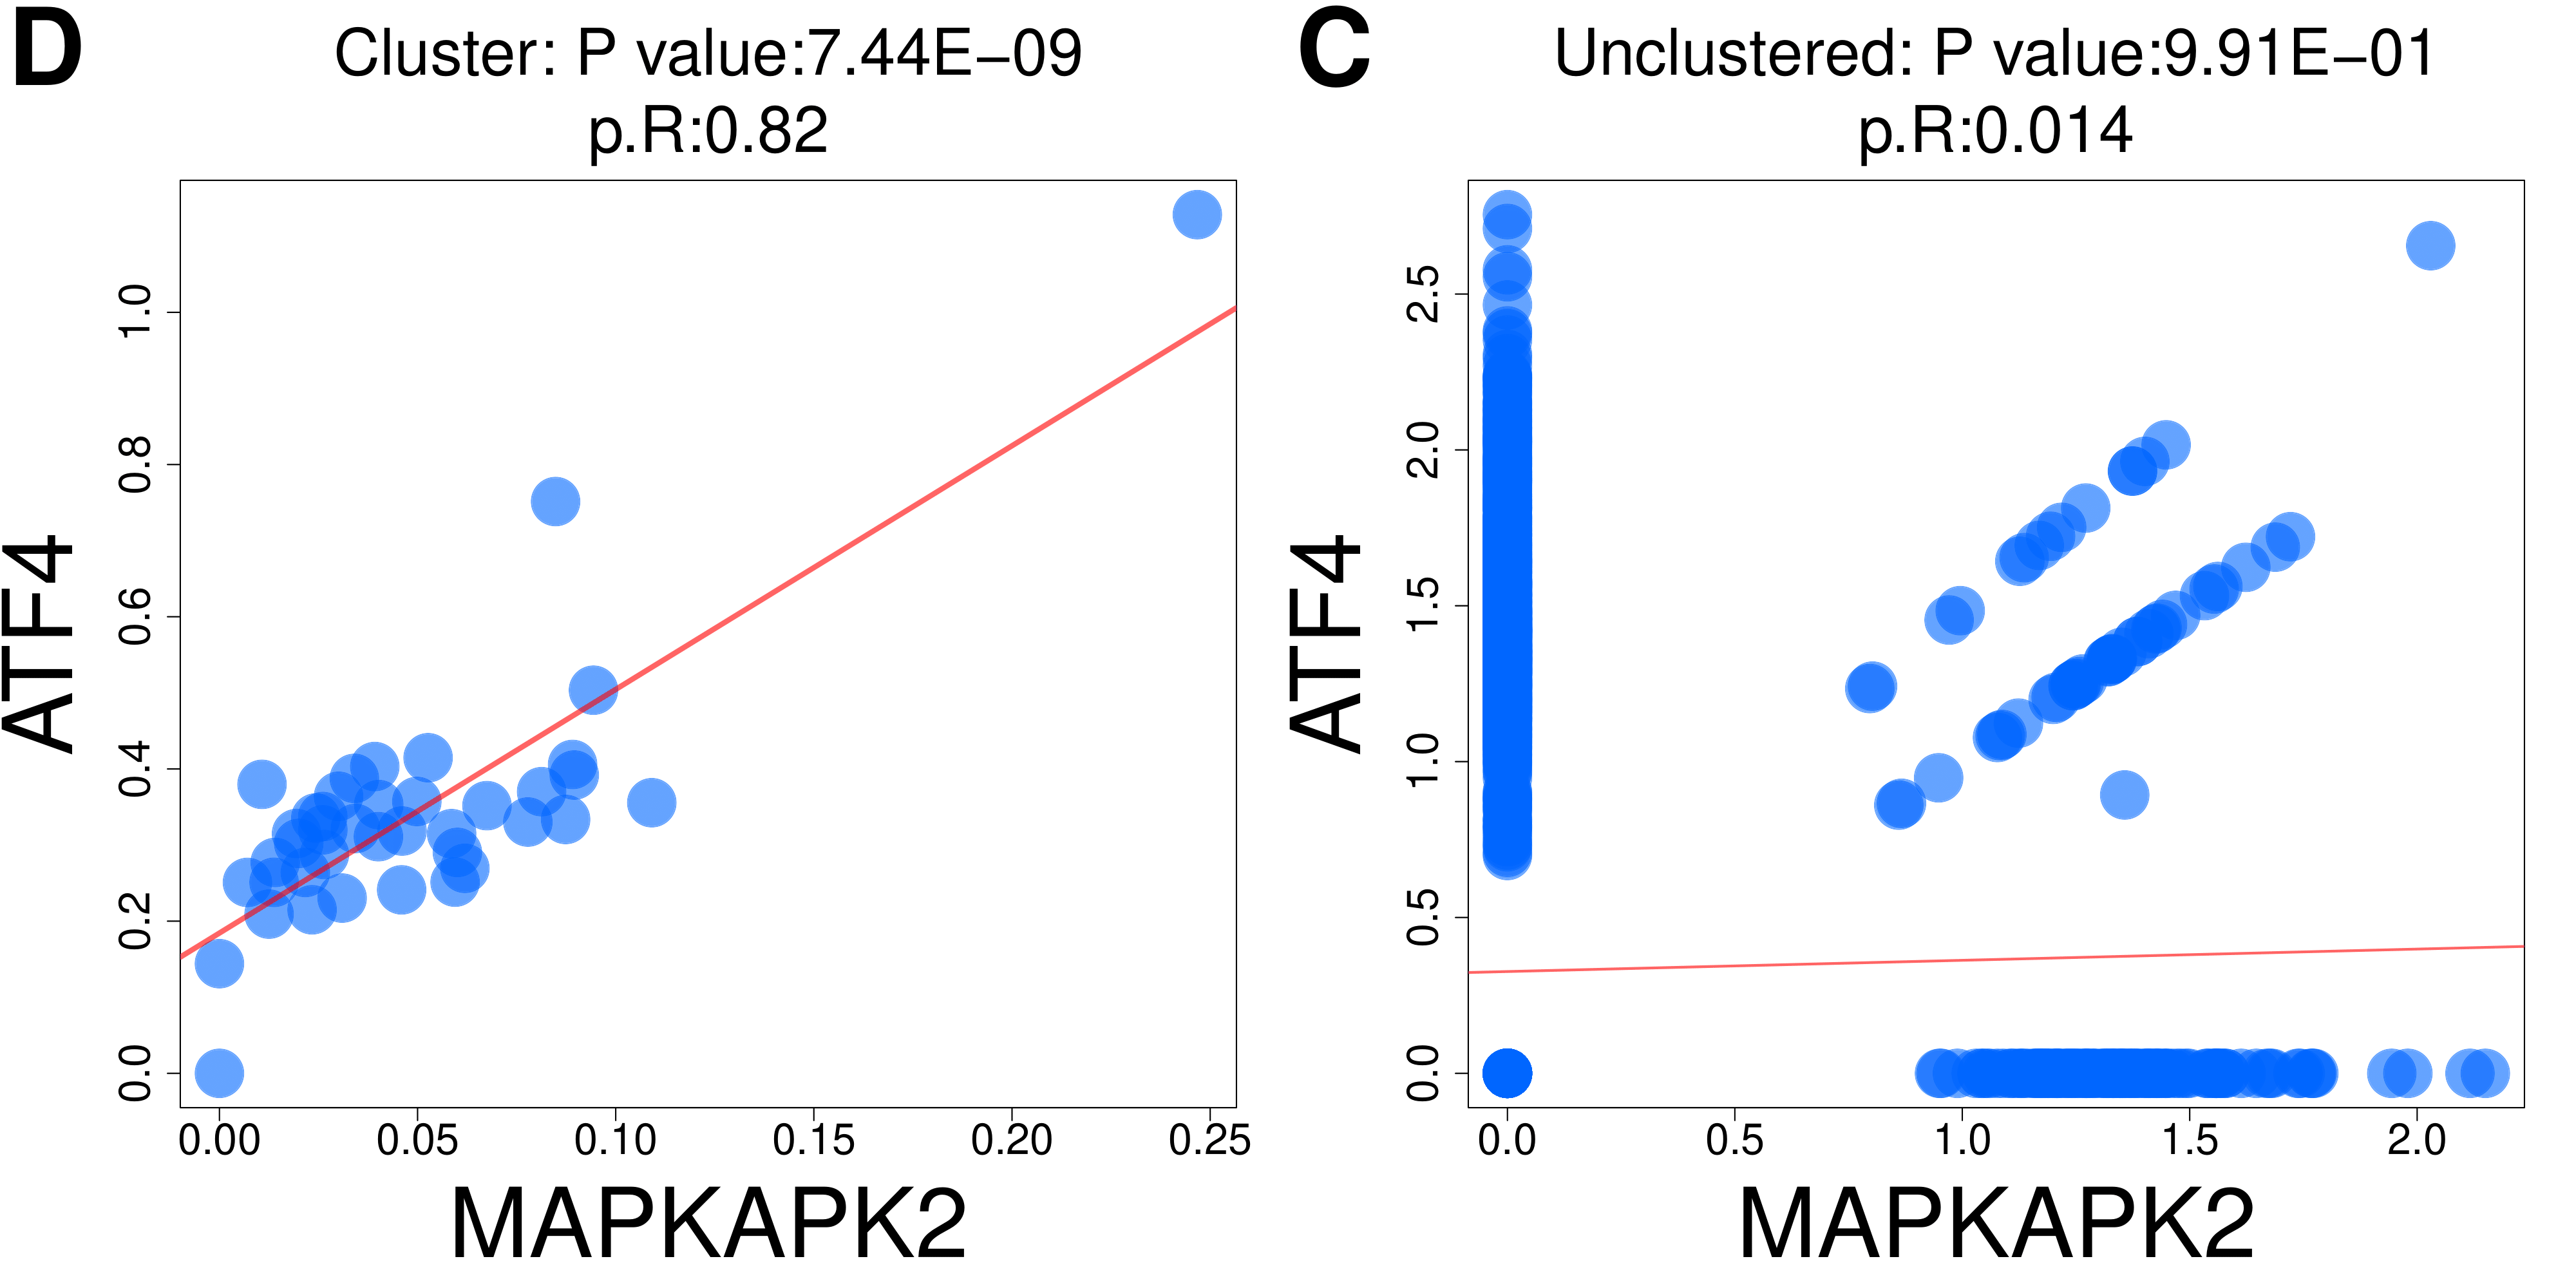 D
Cluster: P value:7.44E−09
p.R:0.82
ATF4
1.0
0.8
0.6
0.4
0.2
0.0
0.00 0.05 0.10 0.15 0.20 0.25
MAPKAPK2
C
Unclustered: P value:9.91E−01
p.R:0.014
ATF4
2.5
2.0
1.5
1.0
0.5
0.0
0.0 0.5 1.0 1.5 2.0
MAPKAPK2